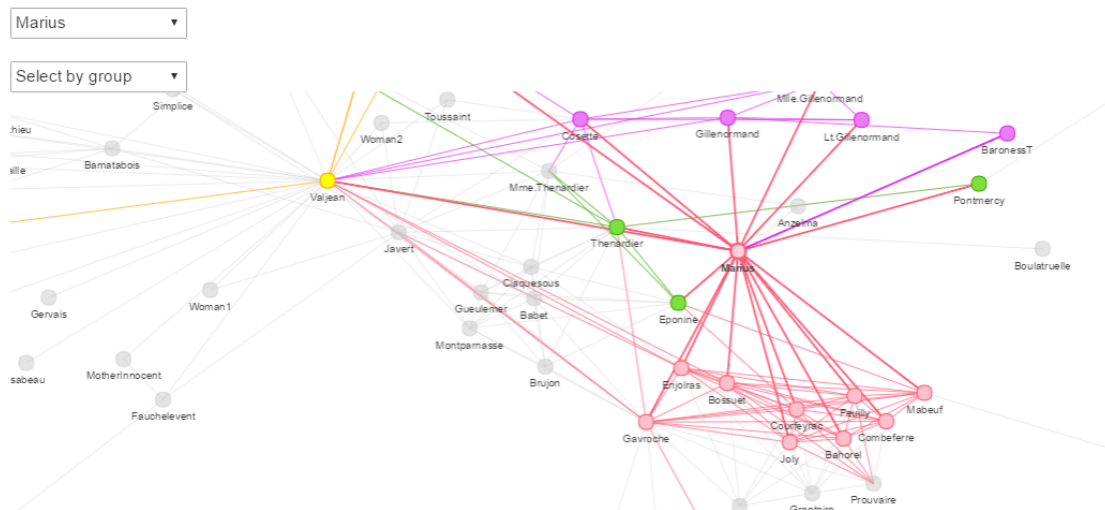 Marius
Select by group
Simplice
Toussaint
Mlle.Gillenormand
thieu
Woman2
Cosette
Gillenormand
Lt.Gillenormand
BaronessT
Bamatabois
aille
Mme.Thenardier
Valjean
Pontmercy
Anzelma
Javert
Thenardier
Marius
Boulatruelle
Claquesous
Woman1
Gueulemer
Babet
Gervais
Eponine
Montparnasse
sabeau
MotherInnocent
Brujon
Enjolras
Bossuet
Fauchelevent
Feuilly
Mabeuf
Courfeyrac
Gavroche
Combeferre
Joly
Bahorel
Prouvaire
Grantaire